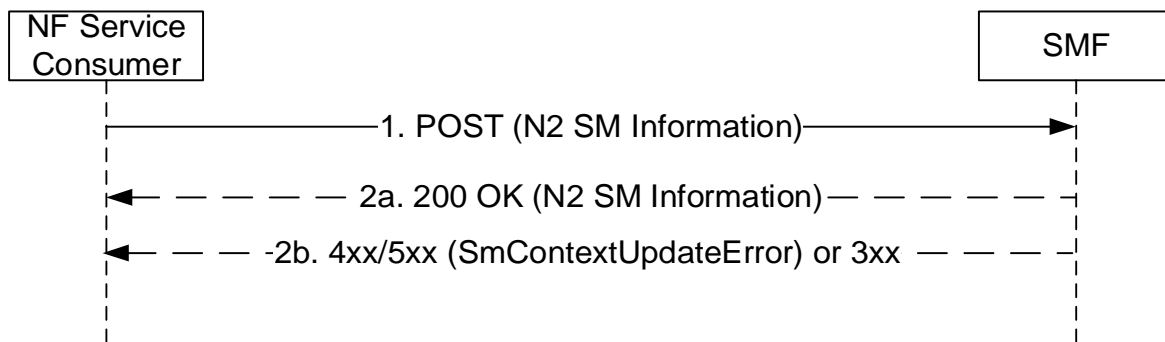 NF Service
Consumer
SMF
1. POST (N2 SM Information)
2a. 200 OK (N2 SM Information)
2b. 4xx/5xx (SmContextUpdateError) or 3xx